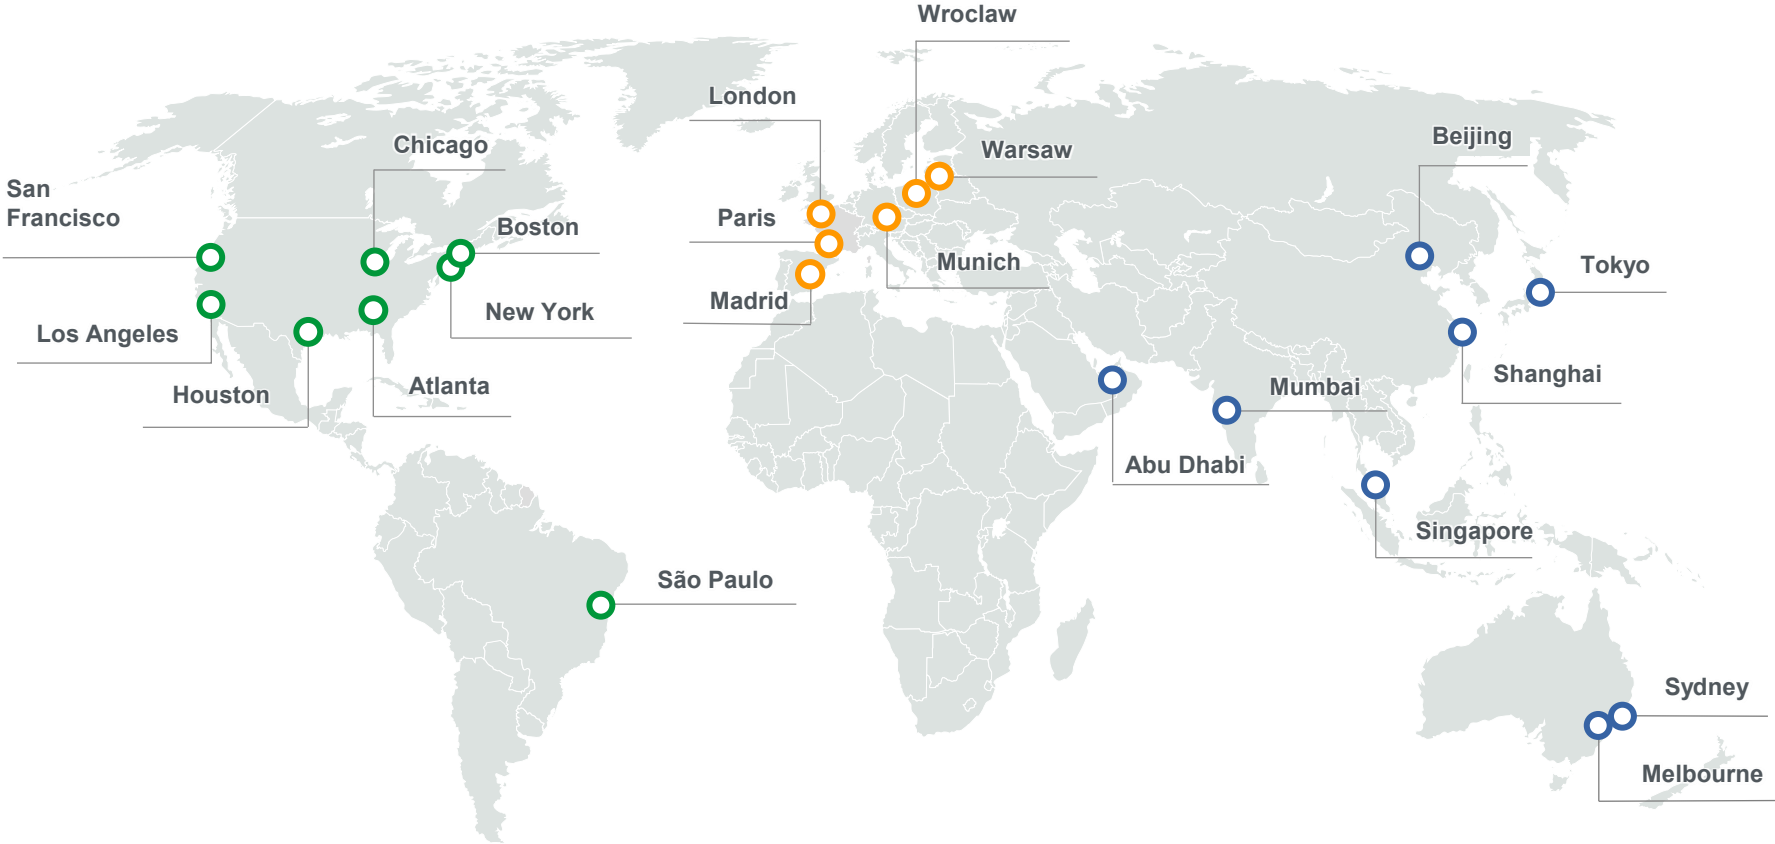 Wroclaw
London
Chicago
Beijing
Warsaw
San
Francisco
Paris
Boston
Munich
Tokyo
Madrid
New York
Los Angeles
Shanghai
Atlanta
Mumbai
Houston
Abu Dhabi
Singapore
São Paulo
Sydney
Melbourne